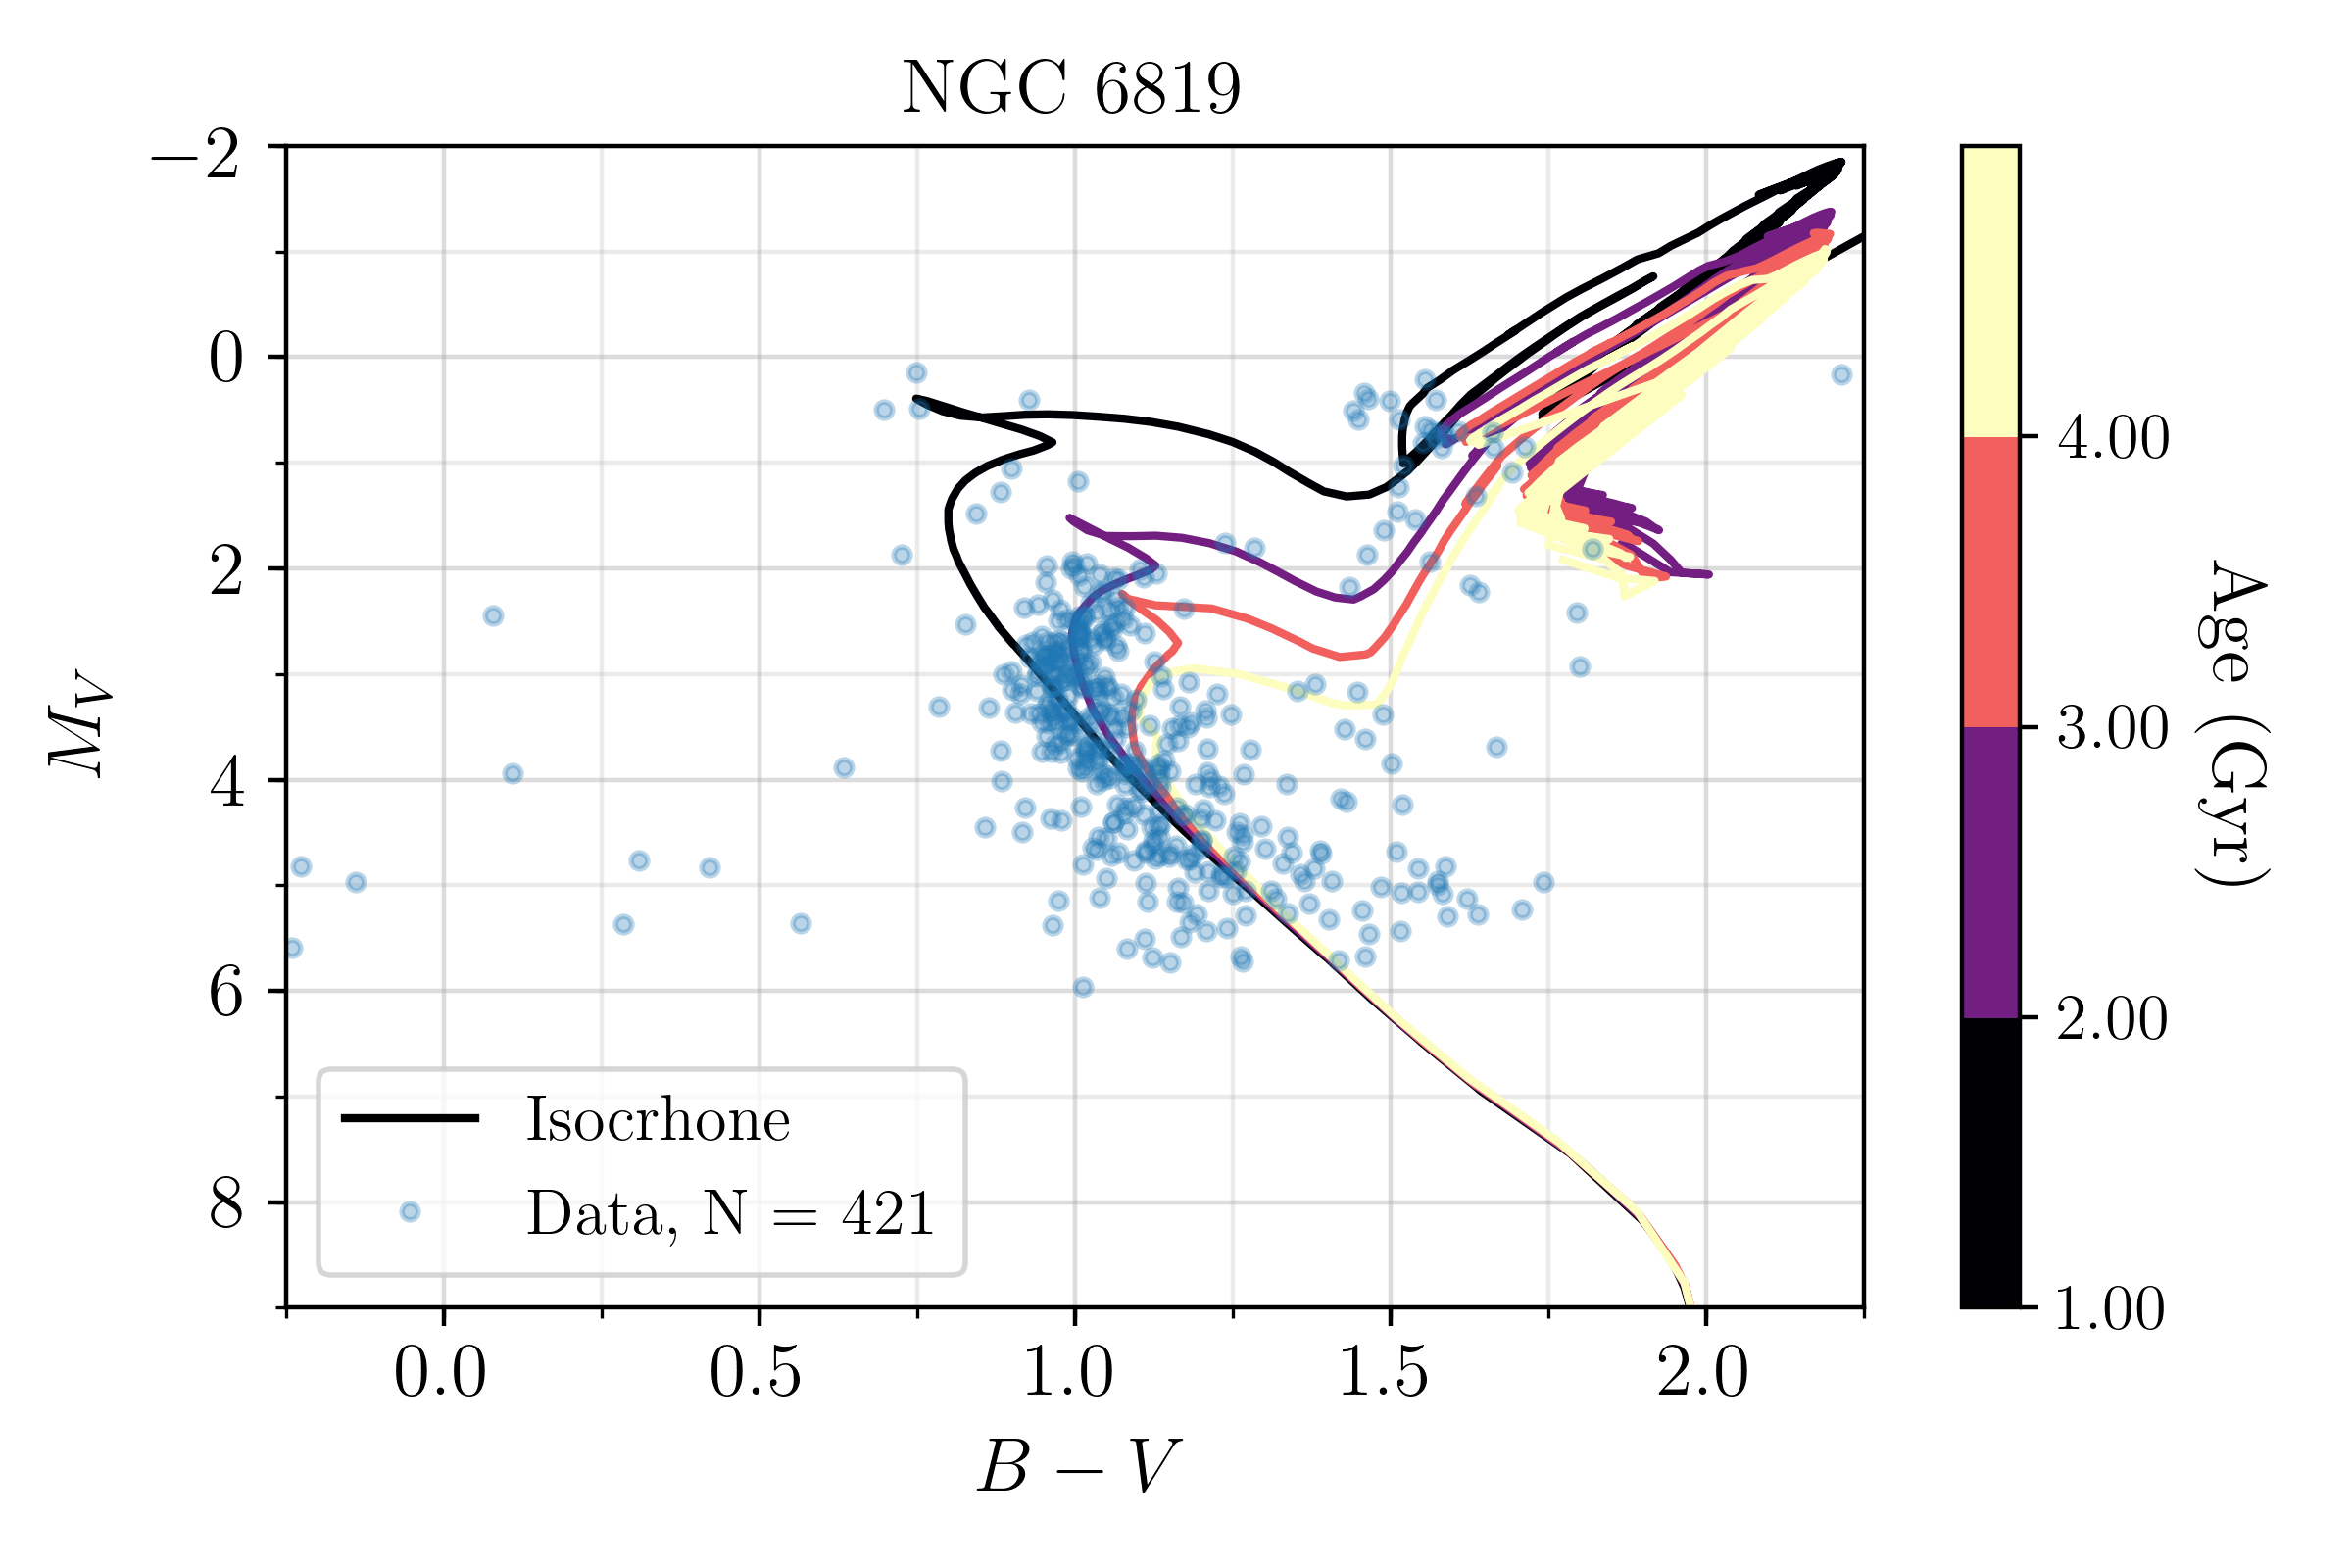 NGC 6819
−2
0
2
4
6
8
M_V
Isocrhone
Data, N = 421
0.0 0.5 1.0 1.5 2.0
B − V
4.00
3.00
2.00
1.00
Age (Gyr)